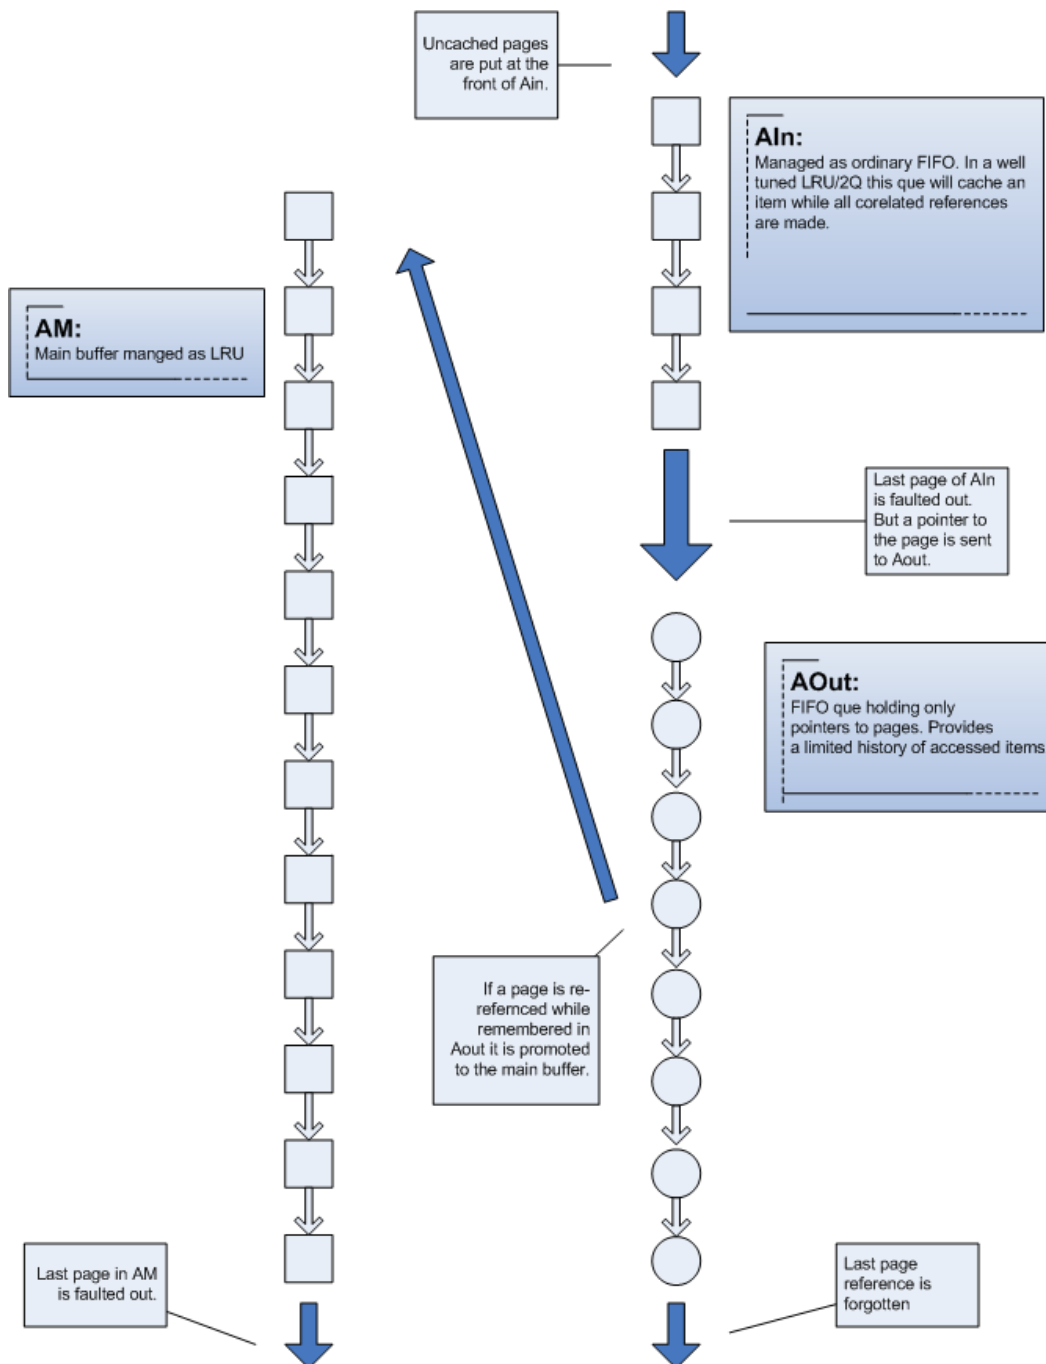 Uncached pages
are put at the
front of Ain.
AIn:
Managed as ordinary FIFO. In a well
tuned LRU/2Q this que will cache an
item while all corelated references
are made.
AM:
Main buffer manged as LRU
Last page of AIn
is faulted out.
But a pointer to
the page is sent
to Aout.
AOut:
FIFO que holding only
pointers to pages. Provides
a limited history of accessed items
If a page is re-
refernced while
remembered in
Aout it is promoted
to the main buffer.
Last page in AM
is faulted out.
Last page
reference is
forgotten